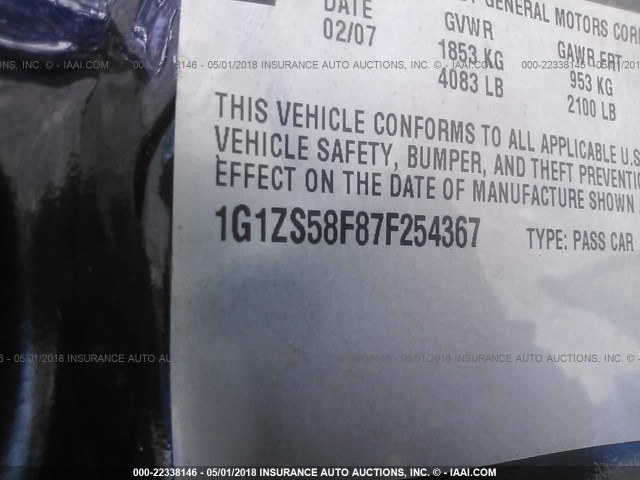 DATE GVWR GENERAL MOTORS CORP
02/07 1853 KG GAWR FRT
4083 LB 953 KG
2100 LB
THIS VEHICLE CONFORMS TO ALL APPLICABLE U.S
VEHICLE SAFETY, BUMPER, AND THEFT PREVENTIO
EFFECT ON THE DATE OF MANUFACTURE SHOWN
1G1ZS58F87F254367 TYPE: PASS CAR
000-22338146 - 05/01/2018 INSURANCE AUTO AUCTIONS - © - IAAI.COM